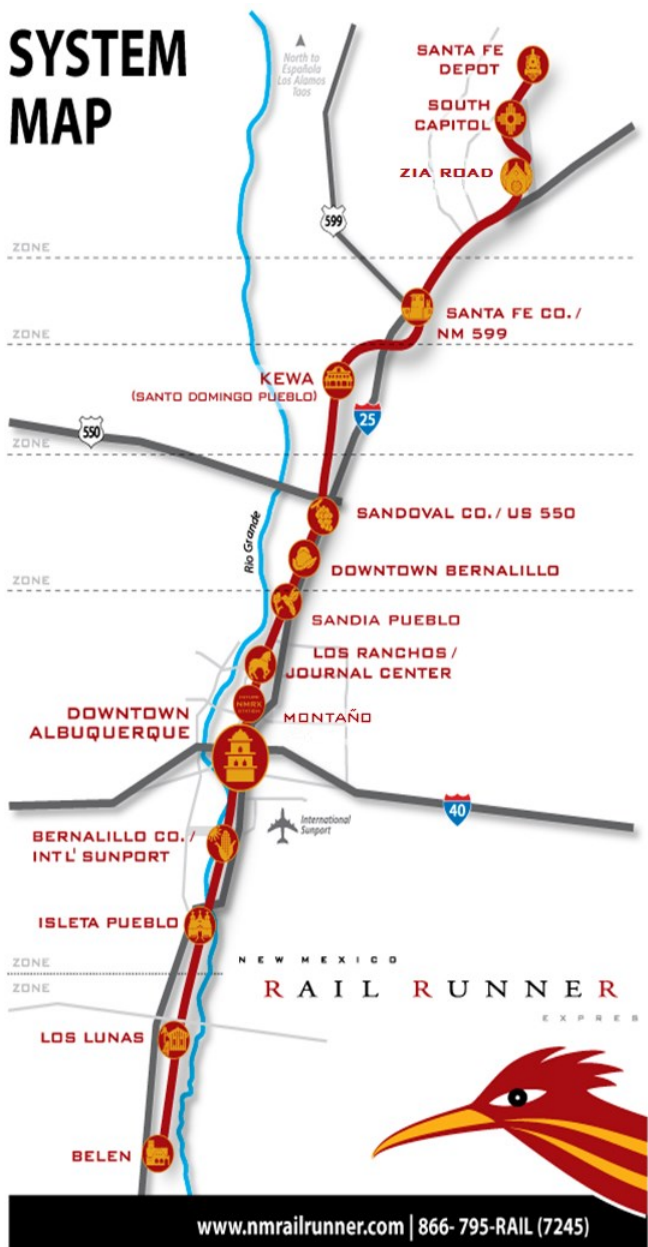 SYSTEM
MAP
North to
Española
Los Alamos
Taos
SANTA FE
DEPOT
SOUTH
CAPITOL
ZIA ROAD
599
ZONE
ZONE
SANTA FE CO./
NM 599
KEWA
(SANTO DOMINGO PUEBLO)
25
550
ZONE
SANDOVAL CO./ US 550
Rio Grande
DOWNTOWN BERNALILLO
ZONE
SANDIA PUEBLO
LOS RANCHOS /
JOURNAL CENTER
NMRX
MONTAÑO
DOWNTOWN
ALBUQUERQUE
40
International
Sunport
BERNALILLO CO./
INTL' SUNPORT
ISLETA PUEBLO
ZONE
ZONE
NEW MEXICO
RAIL RUNNER
EXPRES
LOS LUNAS
BELEN
www.nmrailrunner.com | 866- 795-RAIL (7245)